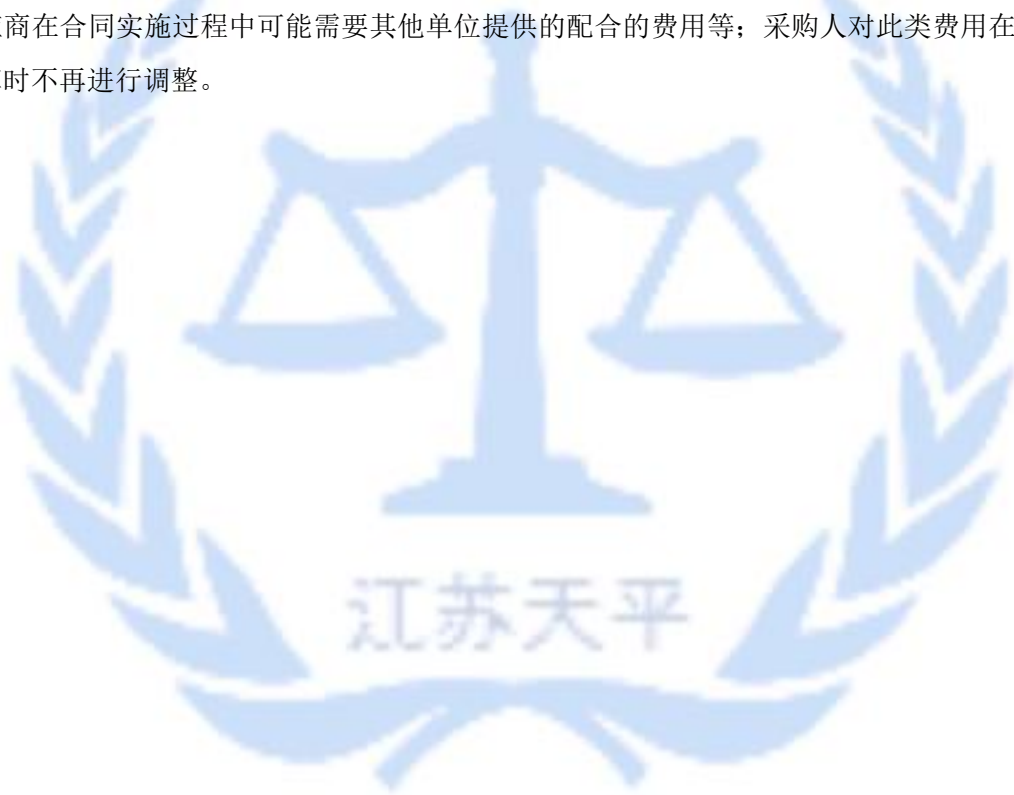 商在合同实施过程中可能需要其他单位提供的配合的费用等；采购人对此类费用在
时不再进行调整。
江苏天平